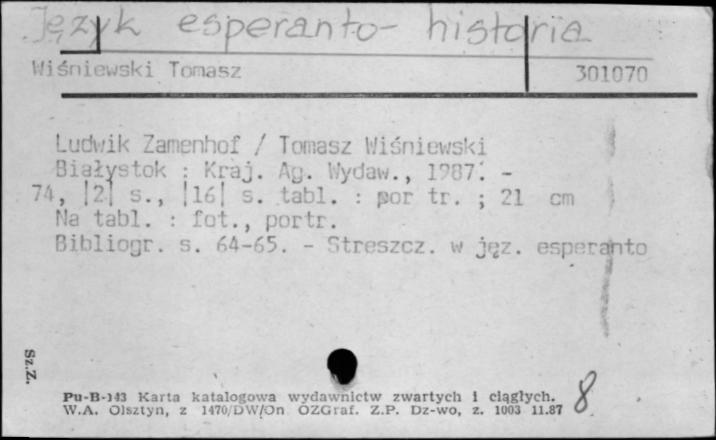 Język esperanto- historia
Wiśniewski Tomasz 301070
Ludwik Zamenhof / Tomasz Wiśniewski
Białystok : Kraj. Ag. Wydaw., 1987. -
74, |2| s., |16| s. tabl. : por tr. ; 21 cm
Na tabl. : fot., portr.
Bibliogr. s. 64-65. - Streszcz. w jęz. esperanto
Sz.Z.
Pu-B-143 Karta katalogowa wydawnictw zwartych i ciągłych.
W.A. Olsztyn, z 1470/DW/On OZGraf. Z.P. Dz-wo, z. 1003 11.87
8